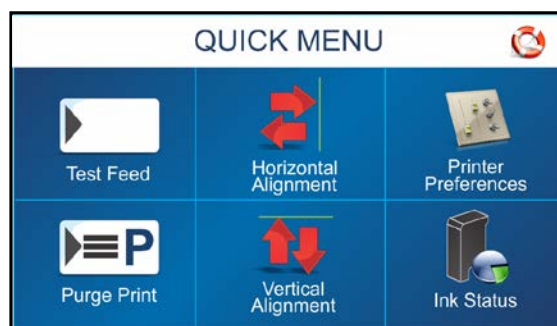 QUICK MENU
Test Feed
Horizontal
Alignment
Printer
Preferences
P
Purge Print
Vertical
Alignment
Ink Status